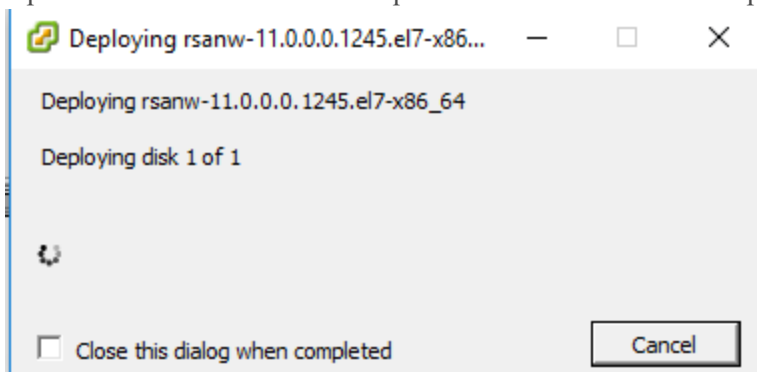 Deploying rsanw-11.0.0.0.1245.el7-x86...
Deploying rsanw-11.0.0.0.1245.el7-x86_64
Deploying disk 1 of 1
Close this dialog when completed
Cancel